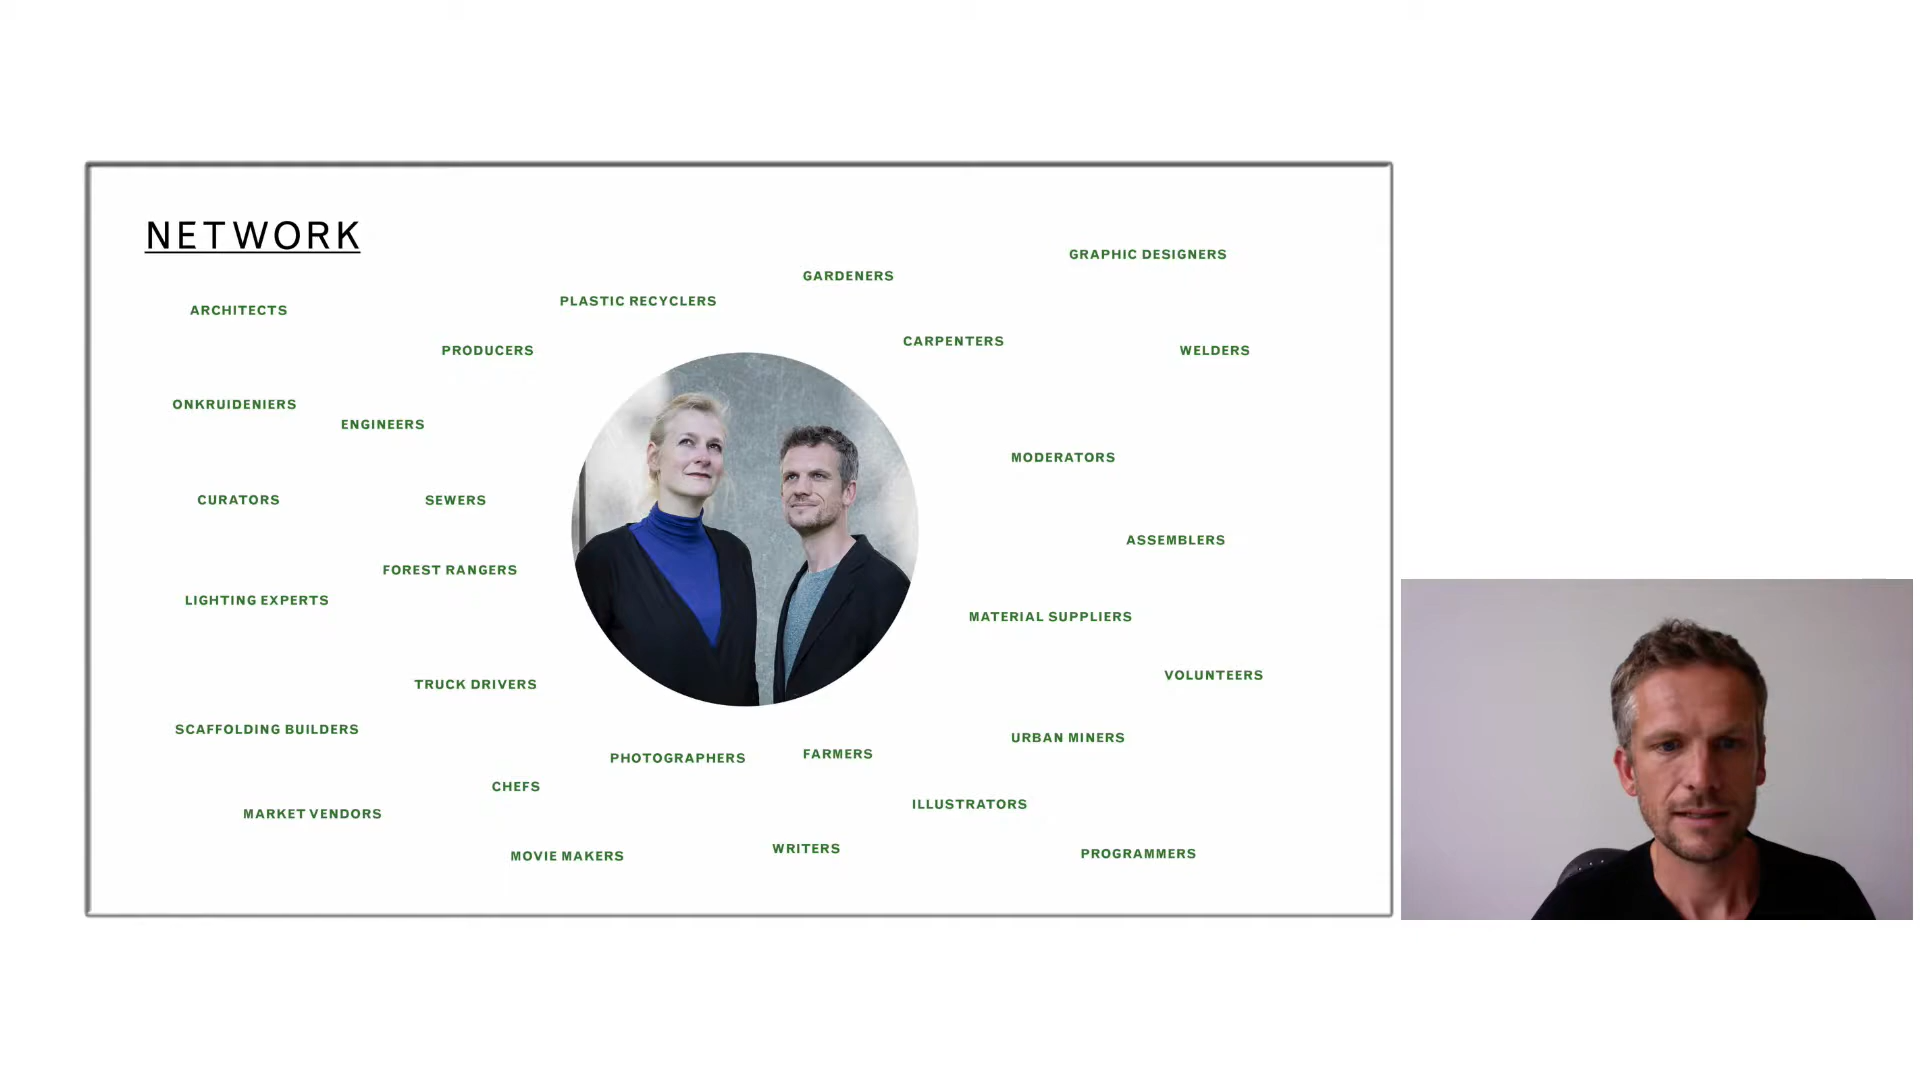 NETWORK
GRAPHIC DESIGNERS
GARDENERS
PLASTIC RECYCLERS
ARCHITECTS
CARPENTERS
PRODUCERS
WELDERS
ONKRUIDENIERS
ENGINEERS
MODERATORS
CURATORS
SEWERS
ASSEMBLERS
FOREST RANGERS
LIGHTING EXPERTS
MATERIAL SUPPLIERS
VOLUNTEERS
TRUCK DRIVERS
SCAFFOLDING BUILDERS
URBAN MINERS
PHOTOGRAPHERS
FARMERS
CHEFS
ILLUSTRATORS
MARKET VENDORS
WRITERS
PROGRAMMERS
MOVIE MAKERS